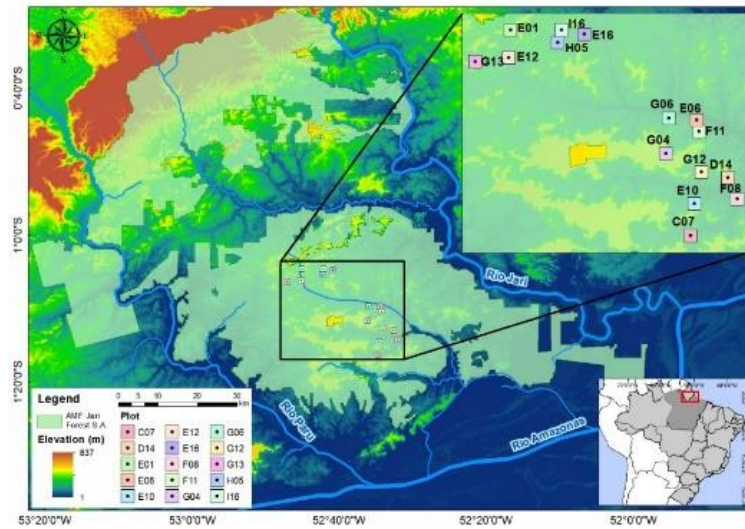 E01
I16
E16
H05
G13
E12
G06
E06
F11
G04
G12
D14
F08
E10
C07
0°40'0"S
1°0'0"S
1°20'0"S
Rio Jari
Rio Paru
Rio Amazonas
Legend
AMF Jari
Forest S.A
Elevation (m)
837
1
0 5 10 20 30
km
Plot
C07 E12 G06
D14 E16 G12
E01 F08 G13
E06 F11 H05
E10 G04 I16
53°20'0"W 53°00'0"W 52°40'0"W 52°20'0"W 52°00'0"W